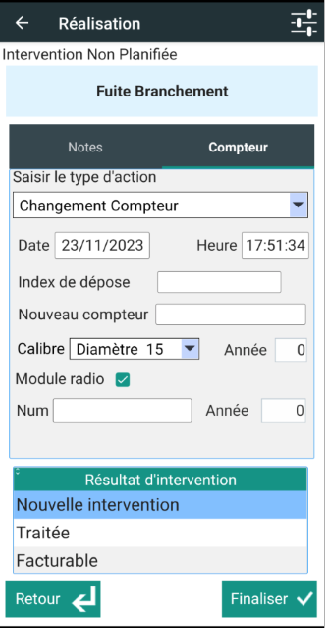 Réalisation
Intervention Non Planifiée
Fuite Branchement
Notes Compteur
Saisir le type d'action
Changement Compteur
Date 23/11/2023 Heure 17:51:34
Index de dépose
Nouveau compteur
Calibre Diamètre 15 Année 0
Module radio
Num Année 0
Résultat d'intervention
Nouvelle intervention
Traitée
Facturable
Retour Finaliser